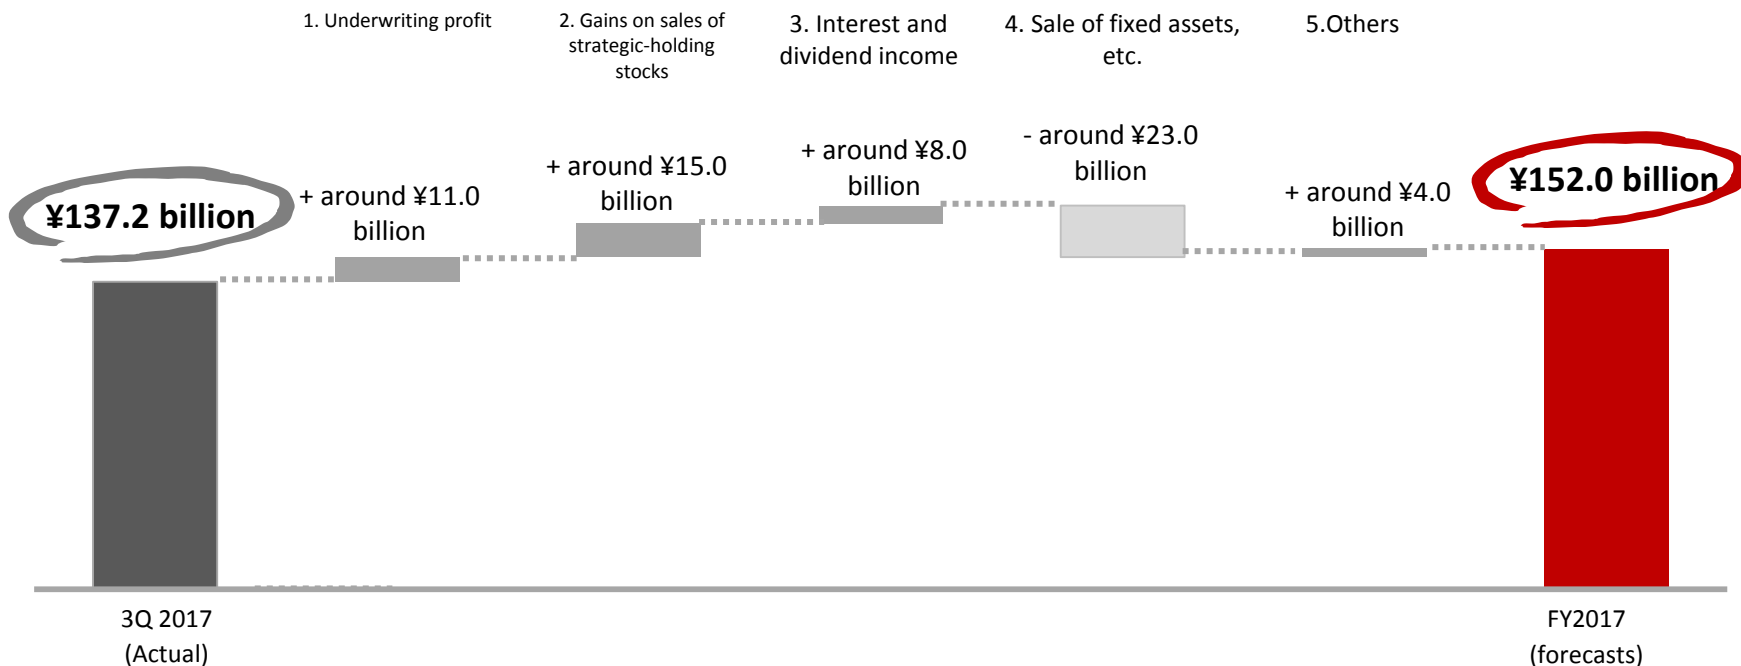 1. Underwriting profit
2. Gains on sales of
strategic-holding
stocks
3. Interest and
dividend income
4. Sale of fixed assets,
etc.
5.Others
¥137.2 billion
+ around ¥11.0
billion
+ around ¥15.0
billion
+ around ¥8.0
billion
- around ¥23.0
billion
+ around ¥4.0
billion
¥152.0 billion
3Q 2017
(Actual)
FY2017
(forecasts)